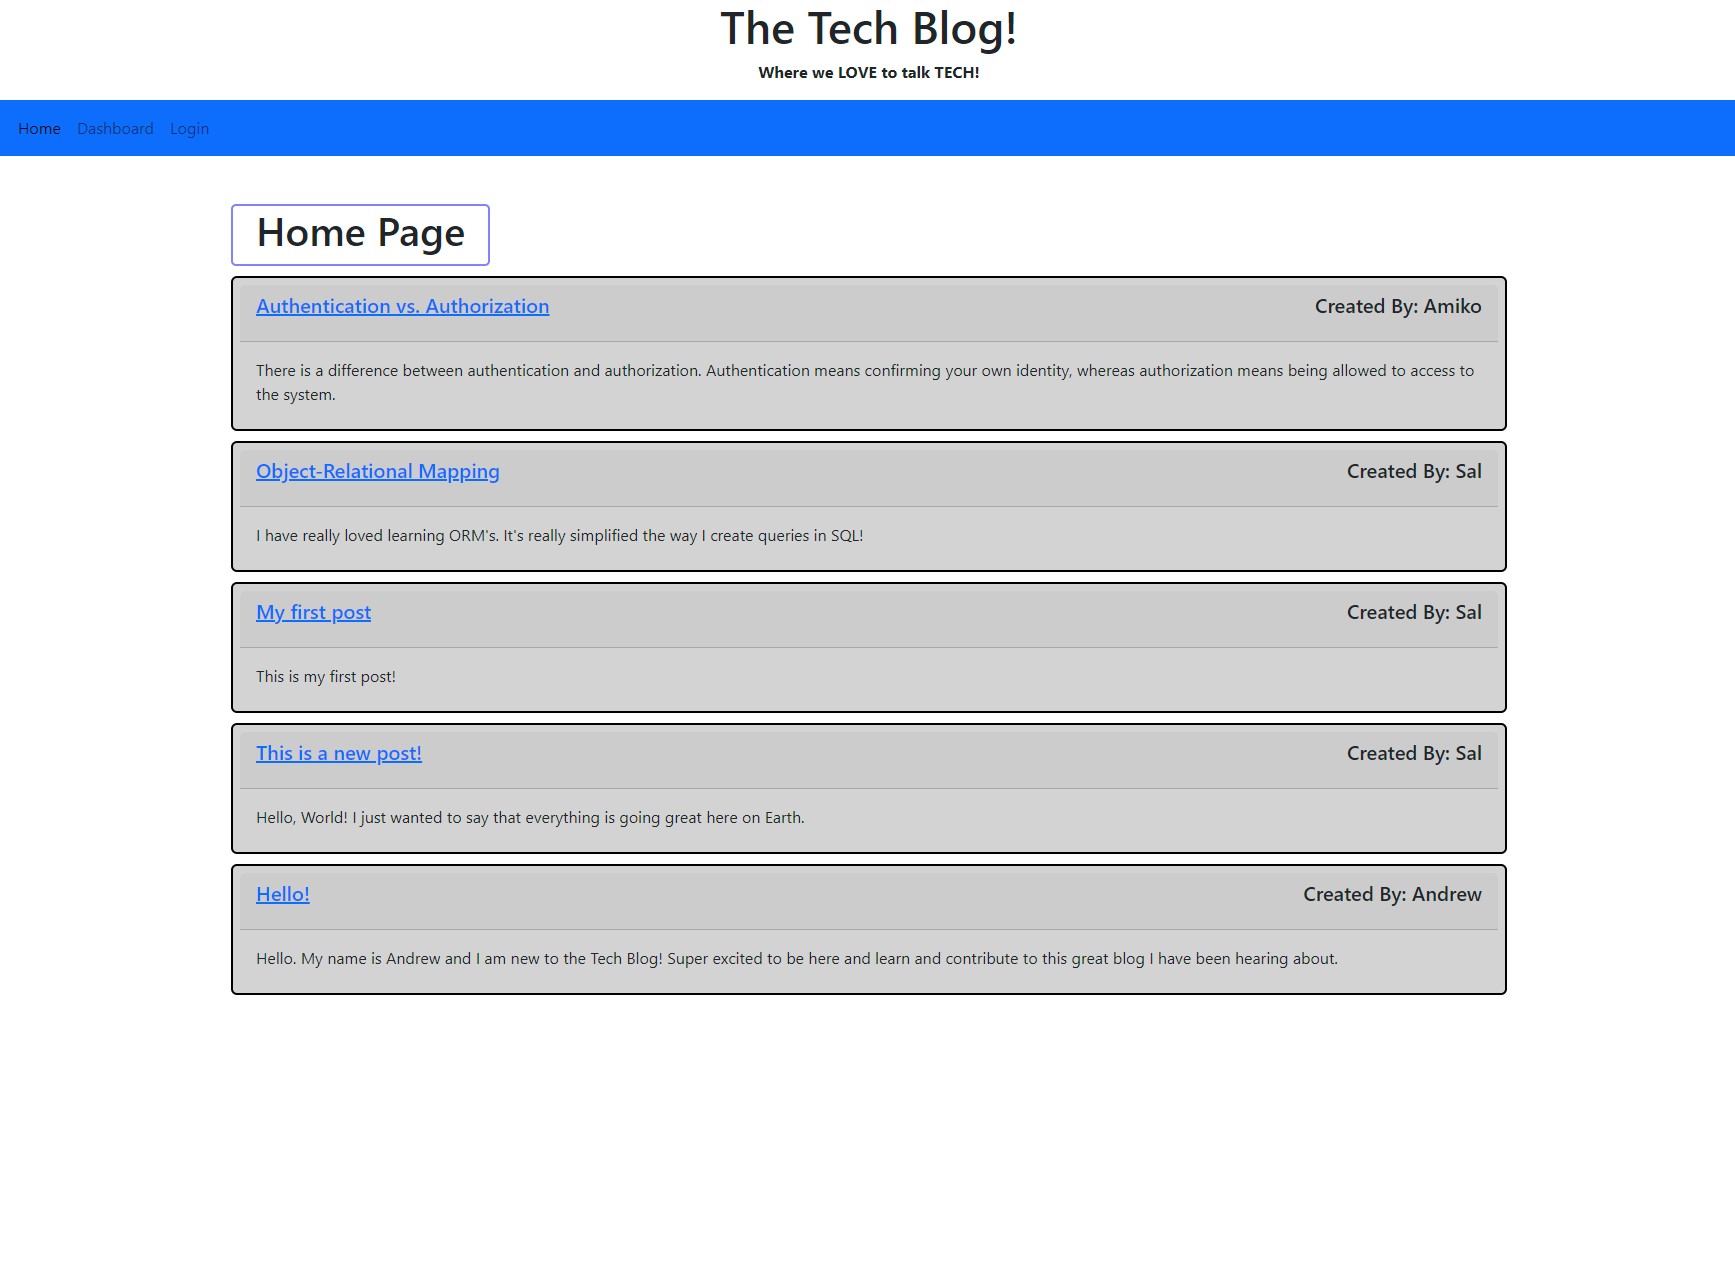 The Tech Blog!
Where we LOVE to talk TECH!
Home Dashboard Login
Home Page
Authentication vs. Authorization Created By: Amiko
There is a difference between authentication and authorization. Authentication means confirming your own identity, whereas authorization means being allowed to access to
the system.
Object-Relational Mapping Created By: Sal
I have really loved learning ORM's. It's really simplified the way I create queries in SQL!
My first post Created By: Sal
This is my first post!
This is a new post! Created By: Sal
Hello, World! I just wanted to say that everything is going great here on Earth.
Hello! Created By: Andrew
Hello. My name is Andrew and I am new to the Tech Blog! Super excited to be here and learn and contribute to this great blog I have been hearing about.